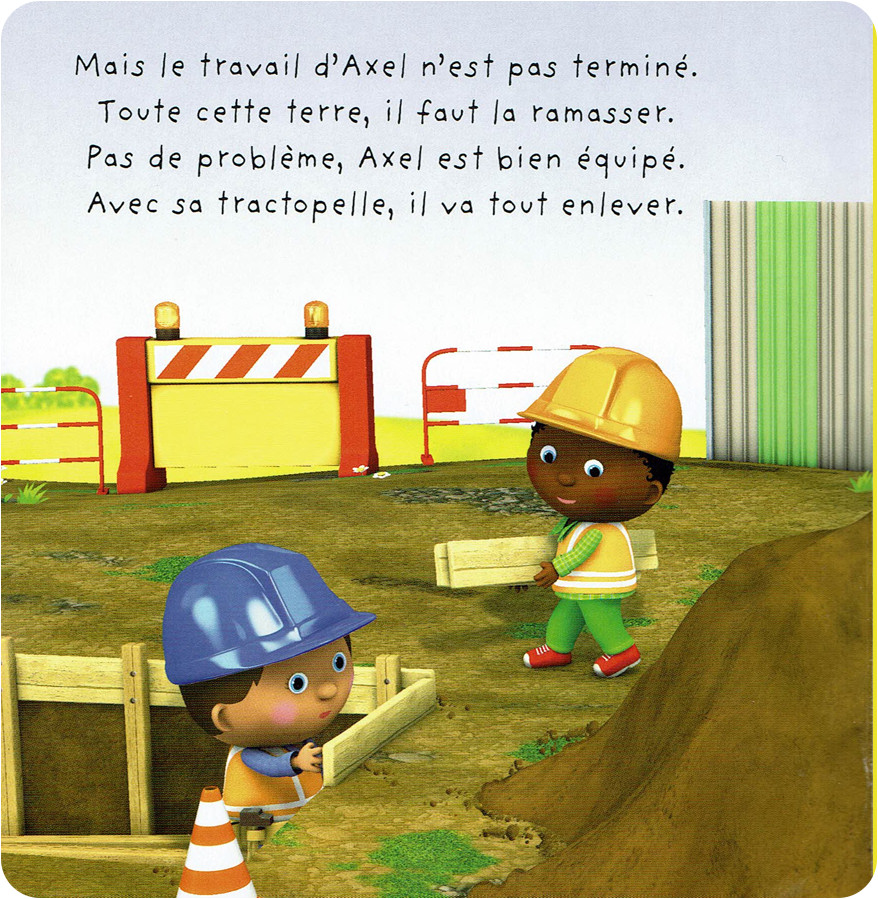 Mais le travail d'Axel n'est pas terminé.
Toute cette terre, il faut la ramasser.
Pas de problème, Axel est bien équipé.
Avec sa tractopelle, il va tout enlever.